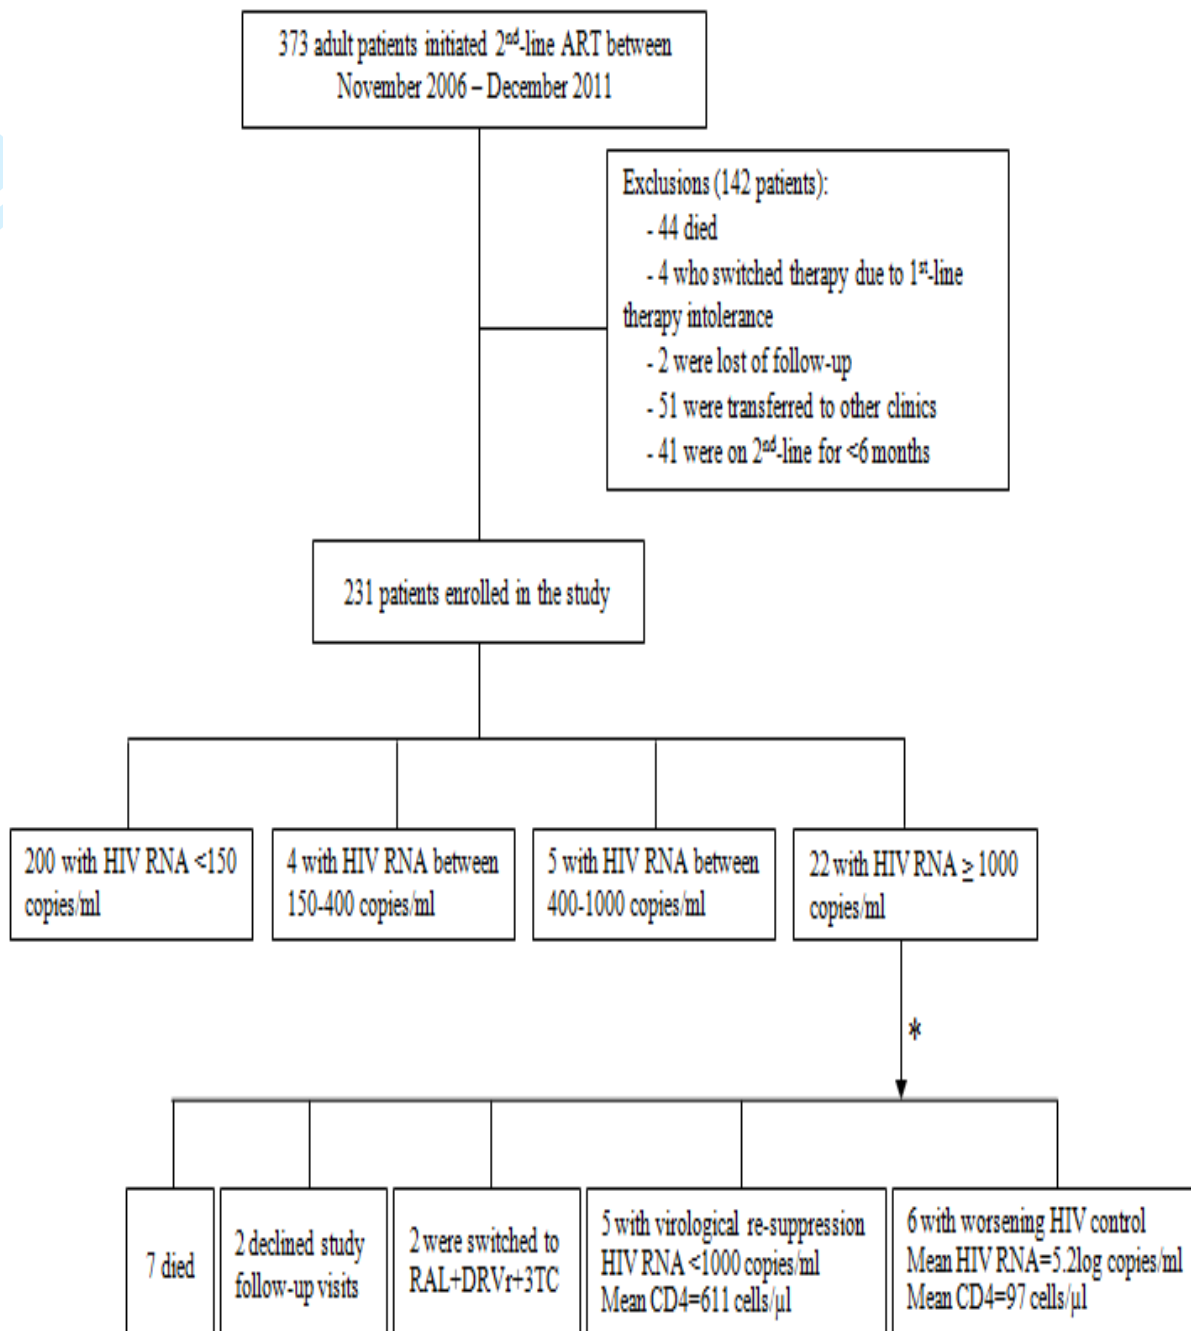 373 adult patients initiated 2nd-line ART between
November 2006 – December 2011
Exclusions (142 patients):
- 44 died
- 4 who switched therapy due to 1st-line
therapy intolerance
- 2 were lost of follow-up
- 51 were transferred to other clinics
- 41 were on 2nd-line for <6 months
231 patients enrolled in the study
200 with HIV RNA <150
copies/ml
4 with HIV RNA between
150-400 copies/ml
5 with HIV RNA between
400-1000 copies/ml
22 with HIV RNA ≥ 1000
copies/ml
*
7 died
2 declined study
follow-up visits
2 were switched to
RAL+DRVr+3TC
5 with virological re-suppression
HIV RNA <1000 copies/ml
Mean CD4=611 cells/µl
6 with worsening HIV control
Mean HIV RNA=5.2log copies/ml
Mean CD4=97 cells/µl